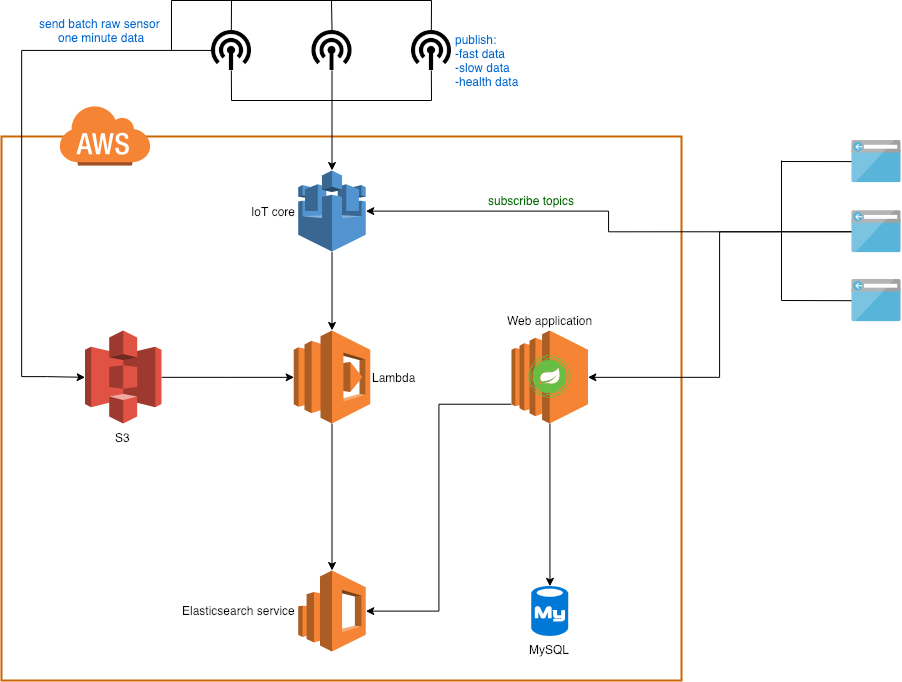 send batch raw sensor
one minute data
publish:
-fast data
-slow data
-health data
AWS
IoT core
subscribe topics
Web application
Lambda
S3
Elasticsearch service
My
MySQL